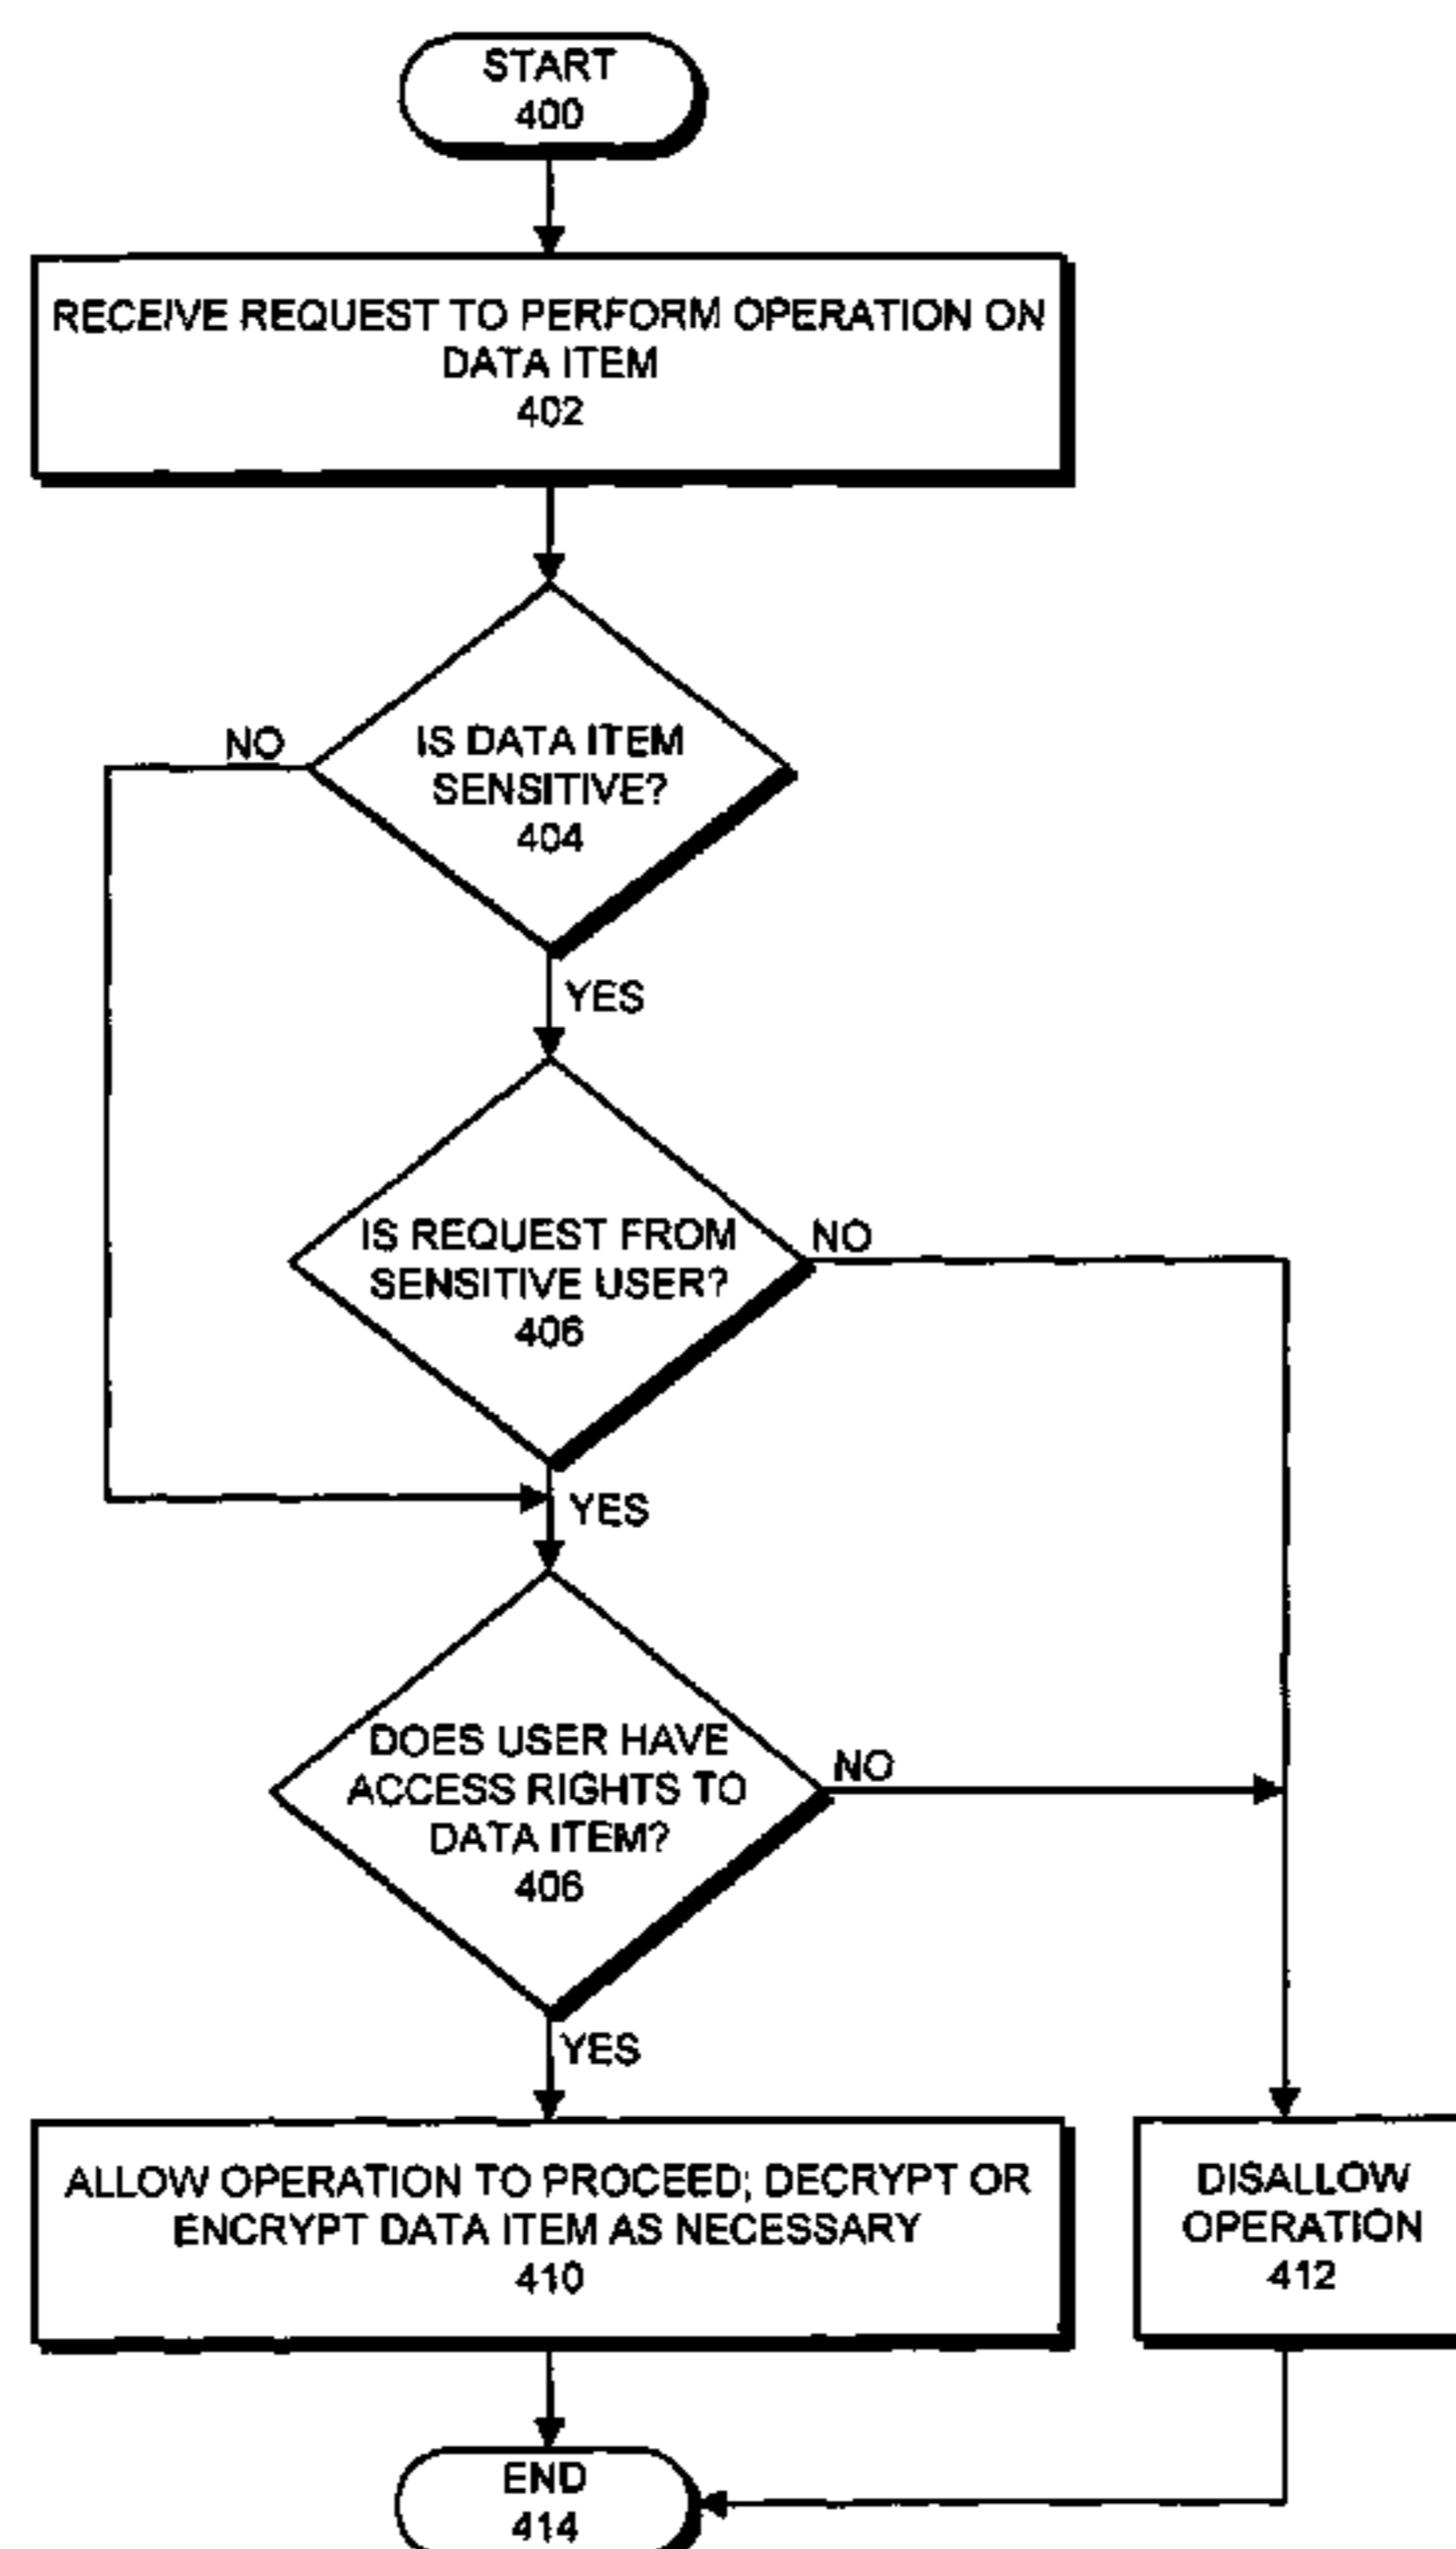 START
400
RECEIVE REQUEST TO PERFORM OPERATION ON
DATA ITEM
402
IS DATA ITEM
SENSITIVE?
404
NO
YES
IS REQUEST FROM
SENSITIVE USER?
406
NO
YES
DOES USER HAVE
ACCESS RIGHTS TO
DATA ITEM?
406
NO
YES
ALLOW OPERATION TO PROCEED; DECRYPT OR
ENCRYPT DATA ITEM AS NECESSARY
410
DISALLOW
OPERATION
412
END
414